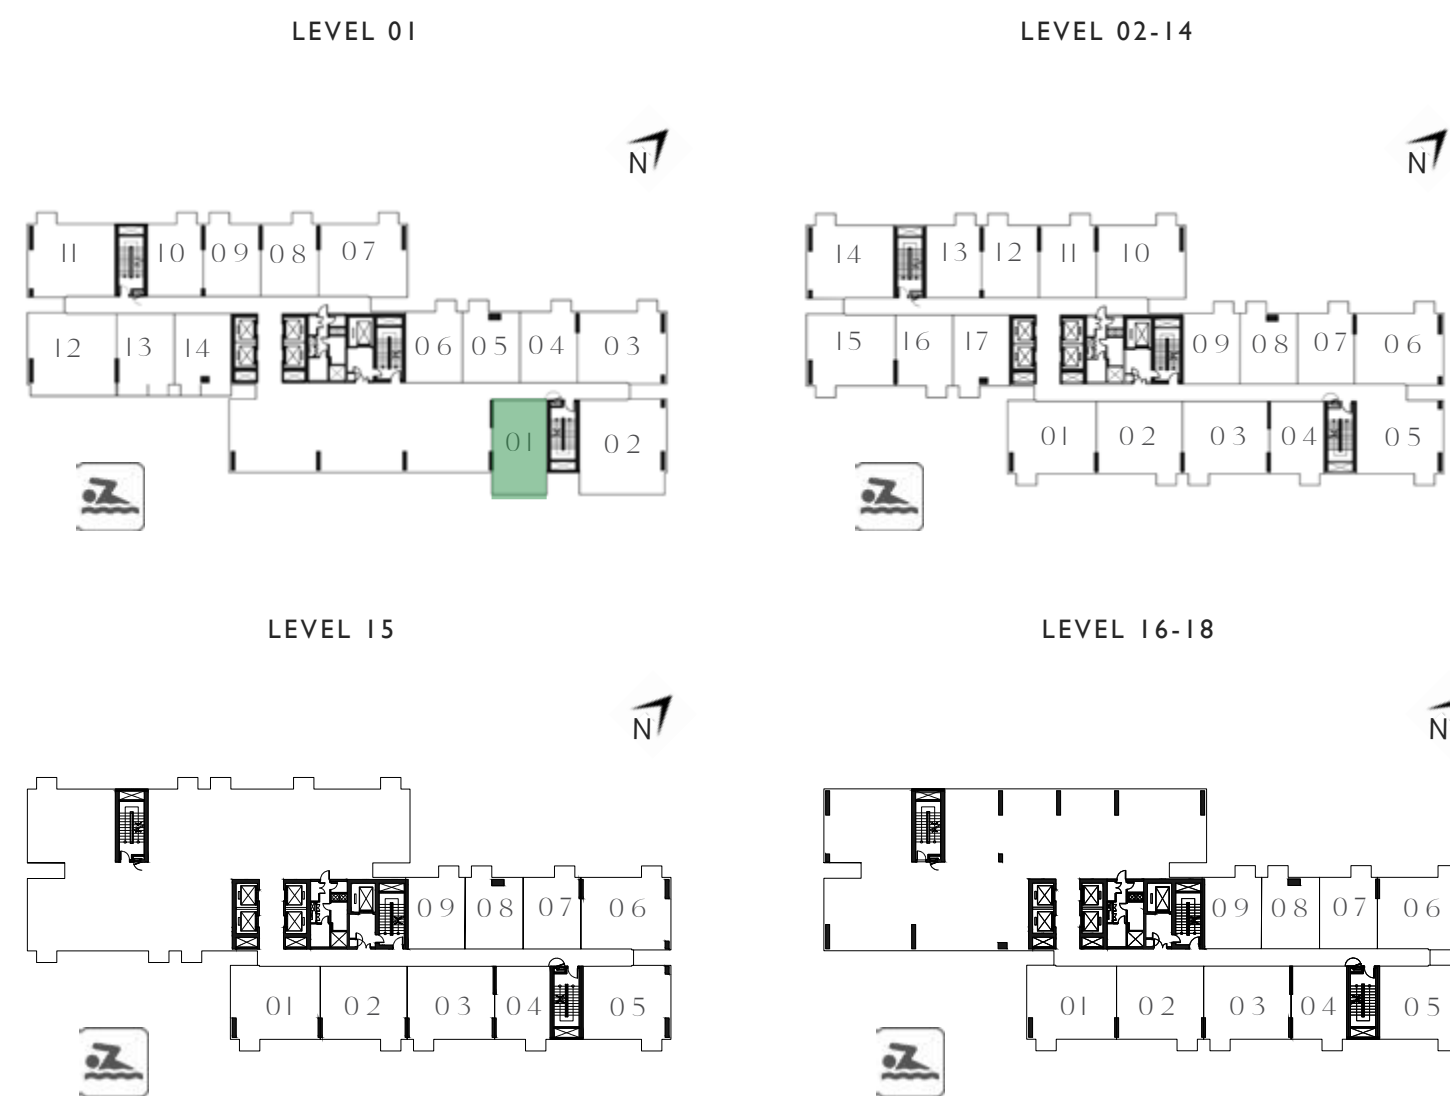 LEVEL 01
LEVEL 02-14
N
N
11 10 09 08 07
14 13 12 11 10
12 13 14 06 05 04 03
15 16 17 09 08 07 06
01 02
01 02 03 04 05
LEVEL 15
LEVEL 16-18
N
N
09 08 07 06
09 08 07 06
01 02 03 04 05
01 02 03 04 05